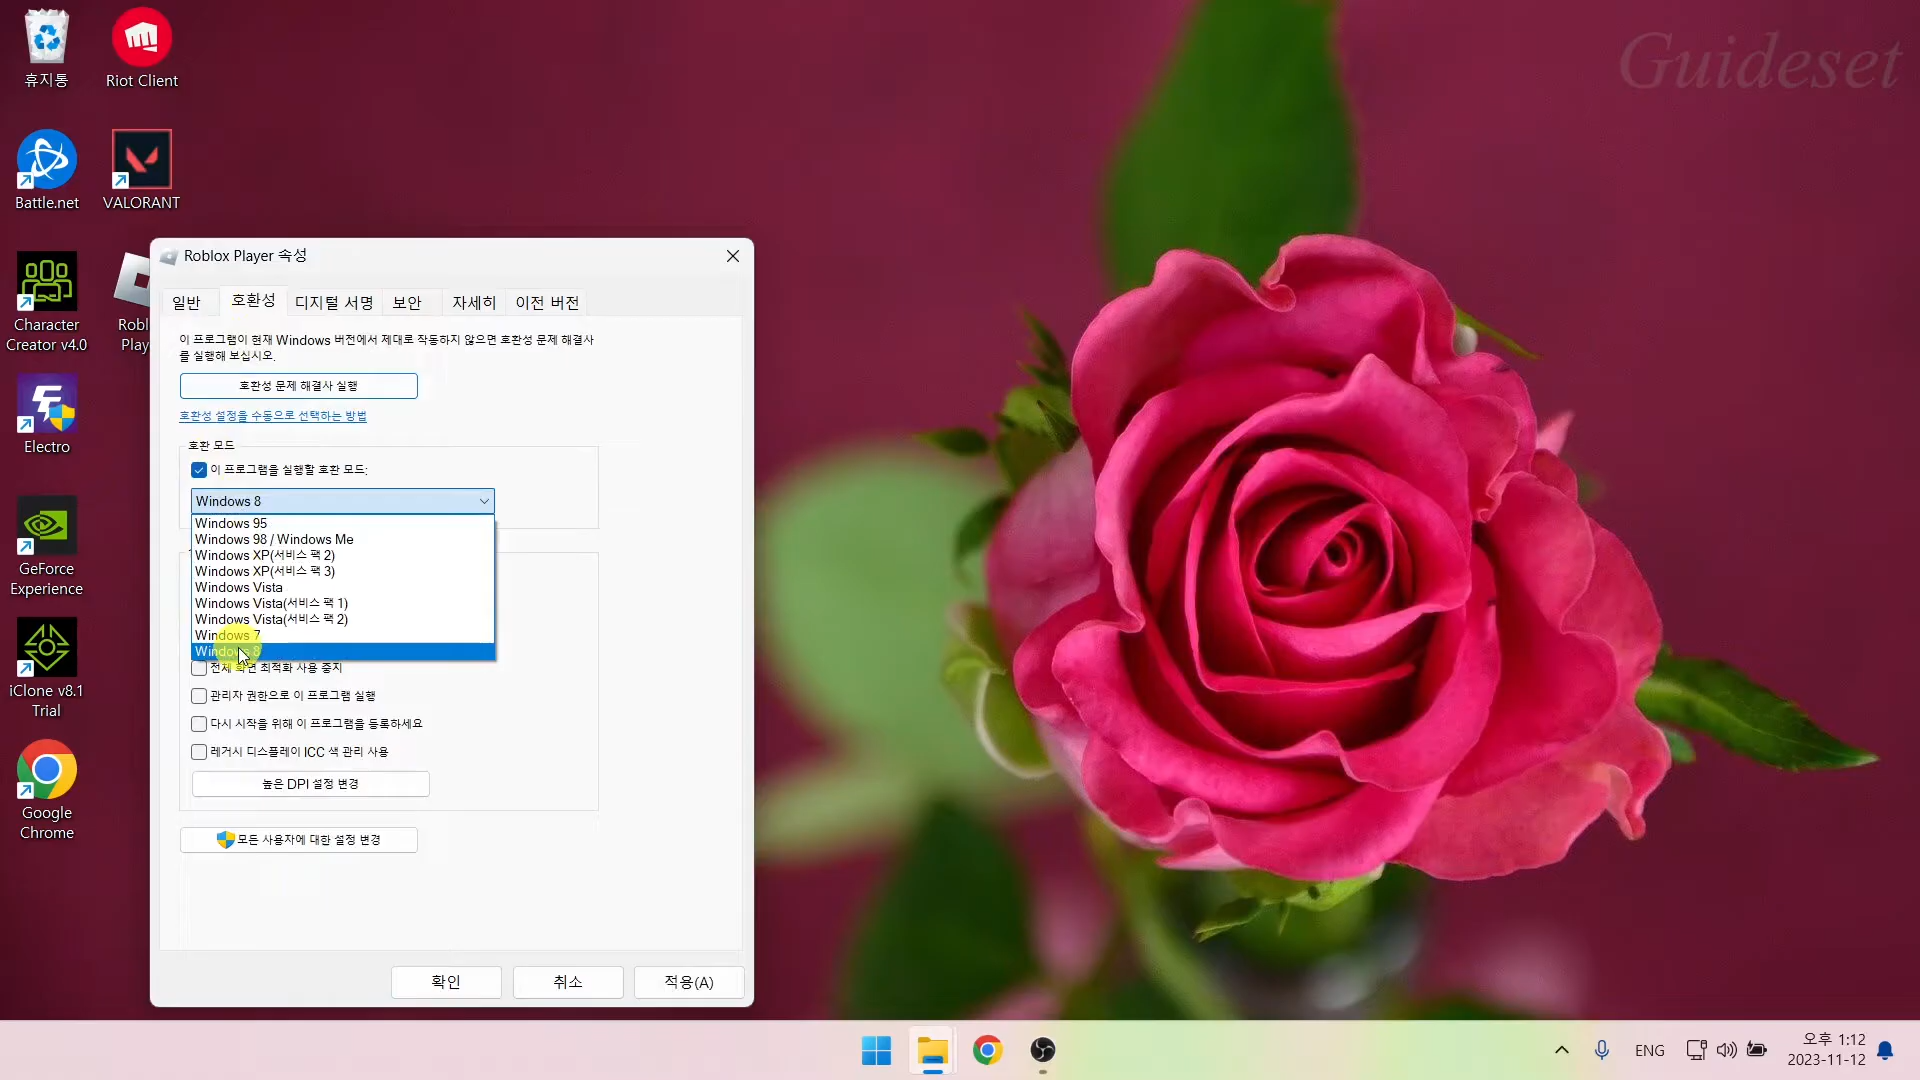 Guideset
휴지통
Riot Client
Battle.net
VALORANT
Character
Creator v4.0
Robl
Play
Electro
GeForce
Experience
iClone v8.1
Trial
Google
Chrome
Roblox Player 속성
일반
호환성
디지털 서명
보안
자세히
이전 버전
이 프로그램이 현재 Windows 버전에서 제대로 작동하지 않으면 호환성 문제 해결사
를 실행해 보십시오.
호환성 문제 해결사 실행
호환성 설정을 수동으로 선택하는 방법
호환 모드
이 프로그램을 실행할 호환 모드:
Windows 8
Windows 95
Windows 98 / Windows Me
Windows XP(서비스 팩 2)
Windows XP(서비스 팩 3)
Windows Vista
Windows Vista(서비스 팩 1)
Windows Vista(서비스 팩 2)
Windows 7
Windows 8
전체 화면 최적화 사용 중지
관리자 권한으로 이 프로그램 실행
다시 시작을 위해 이 프로그램을 등록하세요
레거시 디스플레이 ICC 색 관리 사용
높은 DPI 설정 변경
모든 사용자에 대한 설정 변경
확인
취소
적용(A)
ENG
오후 1:12
2023-11-12